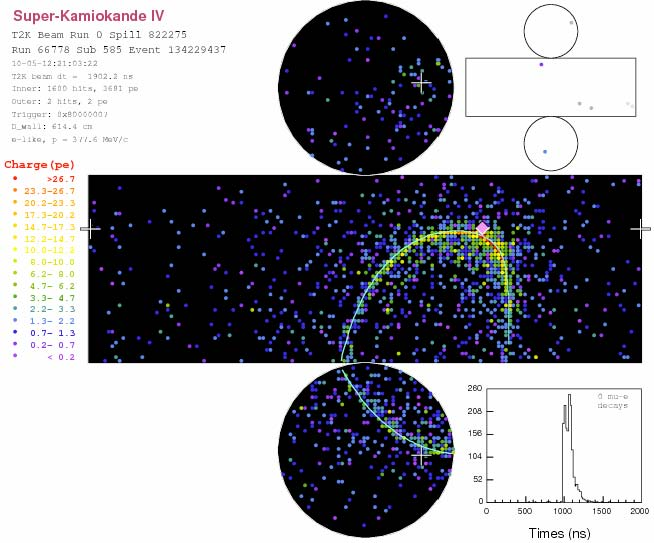 Super-Kamiokande IV
T2K Beam Run 0 Spill 822275
Run 66778 Sub 585 Event 134229437
10-05-12:21:03:22
T2K beam dt = 1902.2 ns
Inner: 1600 hits, 3681 pe
Outer: 2 hits, 2 pe
Trigger: 0x80000007
D_wall: 614.4 cm
e-like, p = 377.6 MeV/c
Charge(pe)
>26.7
23.3-26.7
20.2-23.3
17.3-20.2
14.7-17.3
12.2-14.7
10.0-12.2
8.0-10.0
6.2- 8.0
4.7- 6.2
3.3- 4.7
2.2- 3.3
1.3- 2.2
0.7- 1.3
0.2- 0.7
< 0.2
0 mu-e
decays
260
208
156
104
52
0
0 500 1000 1500 2000
Times (ns)